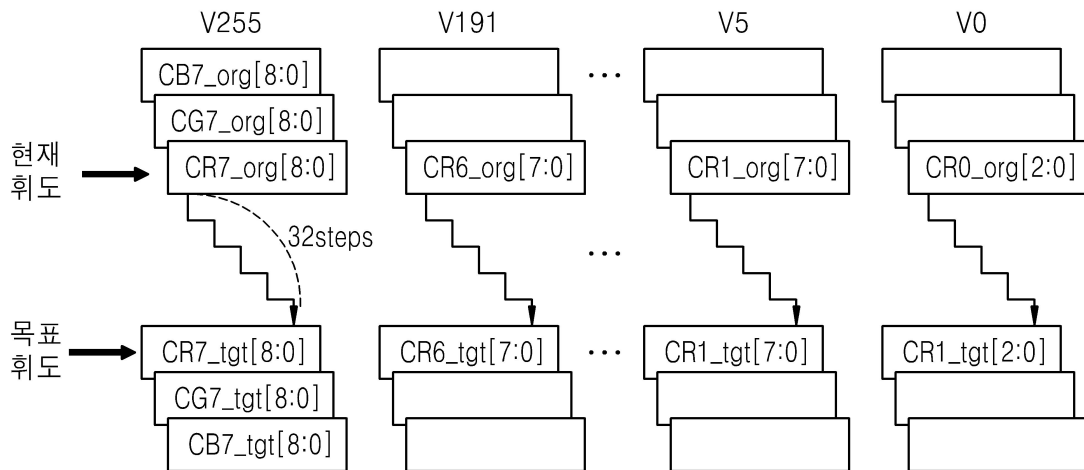 V255 V191 V5 V0
CB7_org[8:0]
...
CG7_org[8:0]
현재
휘도
CR7_org[8:0] CR6_org[7:0] CR1_org[7:0] CR0_org[2:0]
32steps
...
목표
휘도
CR7_tgt[8:0] CR6_tgt[7:0] ... CR1_tgt[7:0] CR1_tgt[2:0]
CG7_tgt[8:0]
CB7_tgt[8:0]